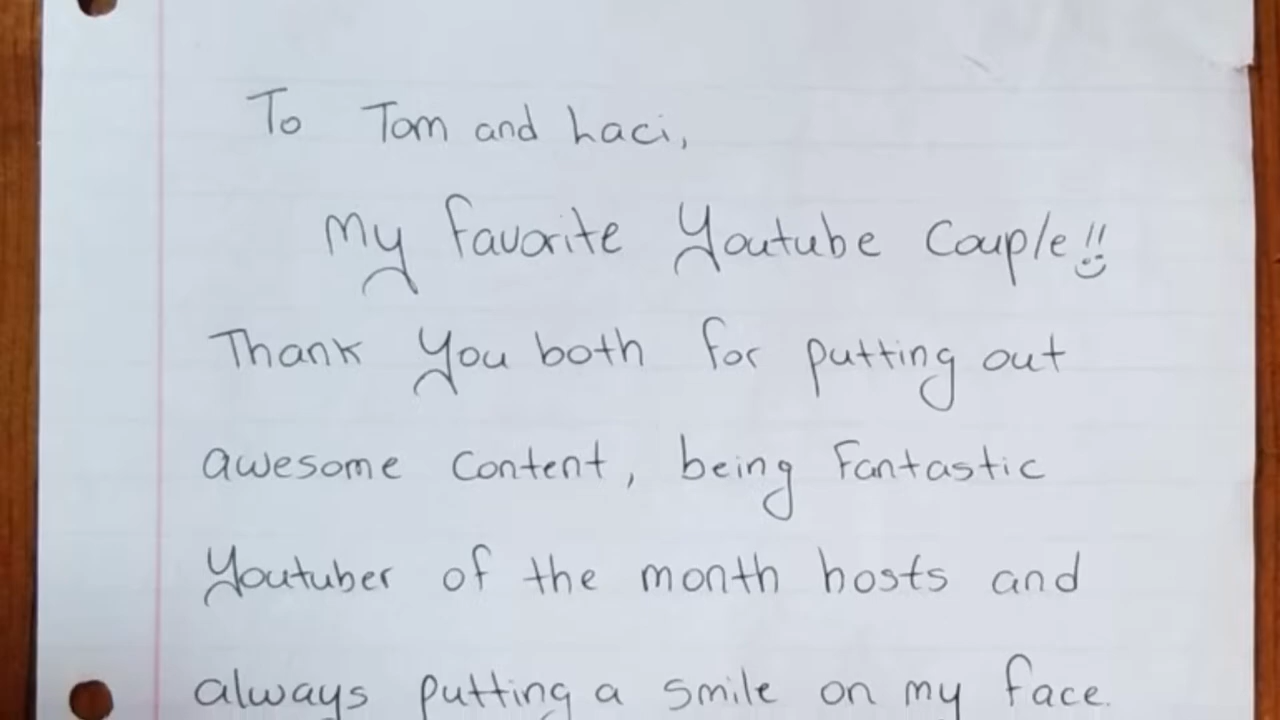 To Tom and Laci,
My favorite Youtube Couple!!
Thank You both for putting out
awesome Content, being Fantastic
Youtuber of the month hosts and
always putting a smile on my face.